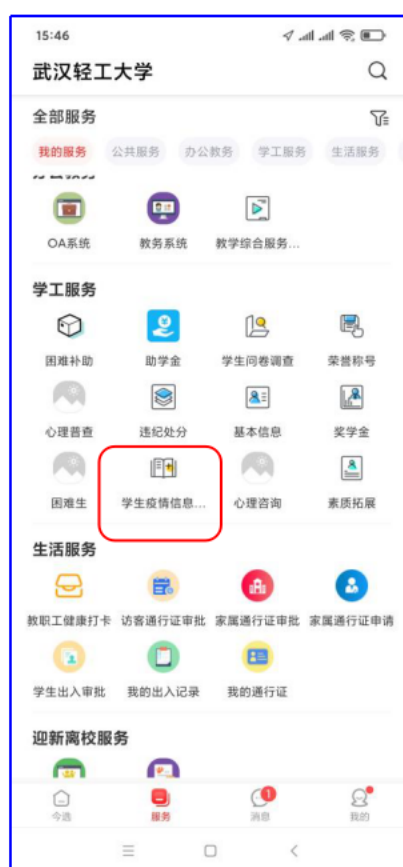 15:46
武汉轻工大学
全部服务
我的服务 公共服务 办公教务 学工服务 生活服务
OA系统 教务系统 教学综合服务...
学工服务
困难补助 助学金 学生问卷调查 荣誉称号
心理普查 违纪处分 基本信息 奖学金
困难生 学生疫情信息... 心理咨询 素质拓展
生活服务
教职工健康打卡 访客通行证审批 家属通行证审批 家属通行证申请
学生出入审批 我的出入记录 我的通行证
迎新离校服务
1
今选 服务 消息 我的